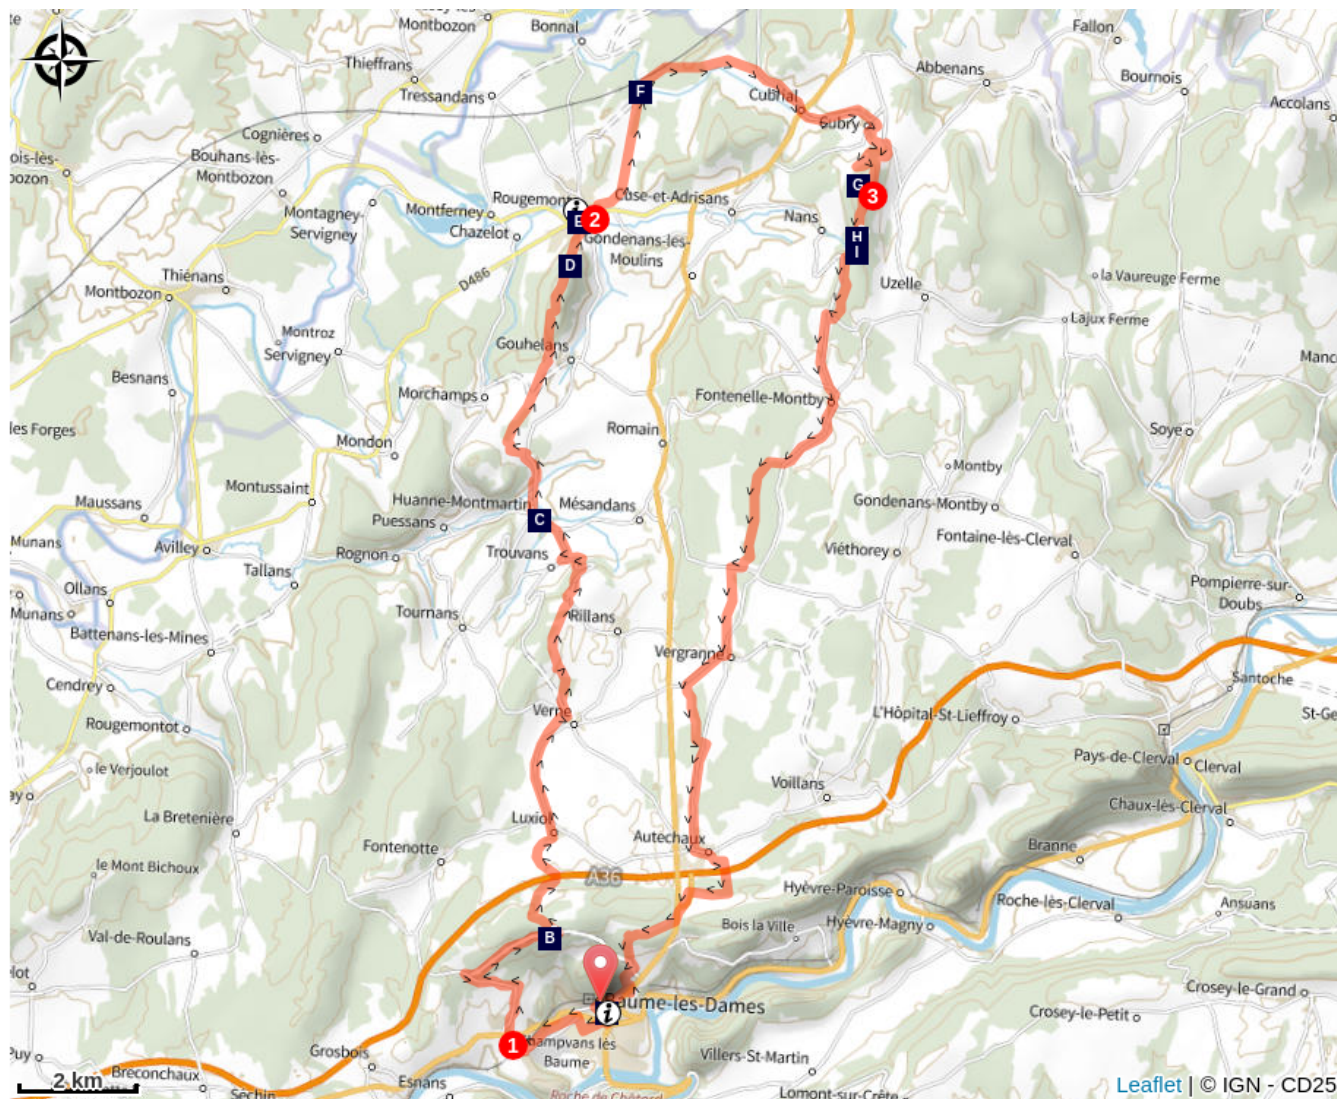 Montbozon
Bonnal
Fallon
Thieffrans
Abbenans
Bournois
Tressandans
F
Cubrial
Accolans
Cubry
Cognières
Bouhans-lès-
Montbozon
G
3
Rougemont
Cuse-et-Adrisans
Montferney
Montagney-
Servigney
Chazelot
E
2
Nans
H
I
Gondenans-les-
Moulins
D
D486
Thiénans
Montbozon
Uzelle
la Vaureuge Ferme
Lajux Ferme
Montroz
Servigney
Gouhelans
Besnans
Morchamps
Fontenelle-Montby
les Forges
Mondon
Romain
Soye
Montby
Montussaint
Huanne-Montmartin
Mésandans
Gondenans-Montby
Maussans
Puessans
C
Munans
Avilley
Rognon
Trouvans
Viéthorey
Fontaine-lès-Clerval
Tallans
Ollans
Pompierre-sur-
Doubs
Munans
Tournans
Rillans
Battenans-les-Mines
Vergranne
Cendrey
Santoche
Verne
L'Hôpital-St-Lieffroy
Rougemontot
Pays-de-Clerval
Clerval
le Verjoulot
Voillans
Chaux-lès-Clerval
La Bretenière
Luxiol
Autechaux
Fontenotte
Branne
le Mont Bichoux
A36
Hyèvre-Paroisse
Roche-lès-Clerval
Ansuans
Bois la Ville
Hyèvre-Magny
Val-de-Roulans
B
Crosey-le-Grand
Baume-les-Dames
i
Crosey-le-Petit
1
Champvans lès
Baume
Grosbois
Villers-St-Martin
Breconchaux
Esnans
Lomont-sur-Crête
2 km
Séchin
Roche de Châtard
Leaflet | © IGN - CD25